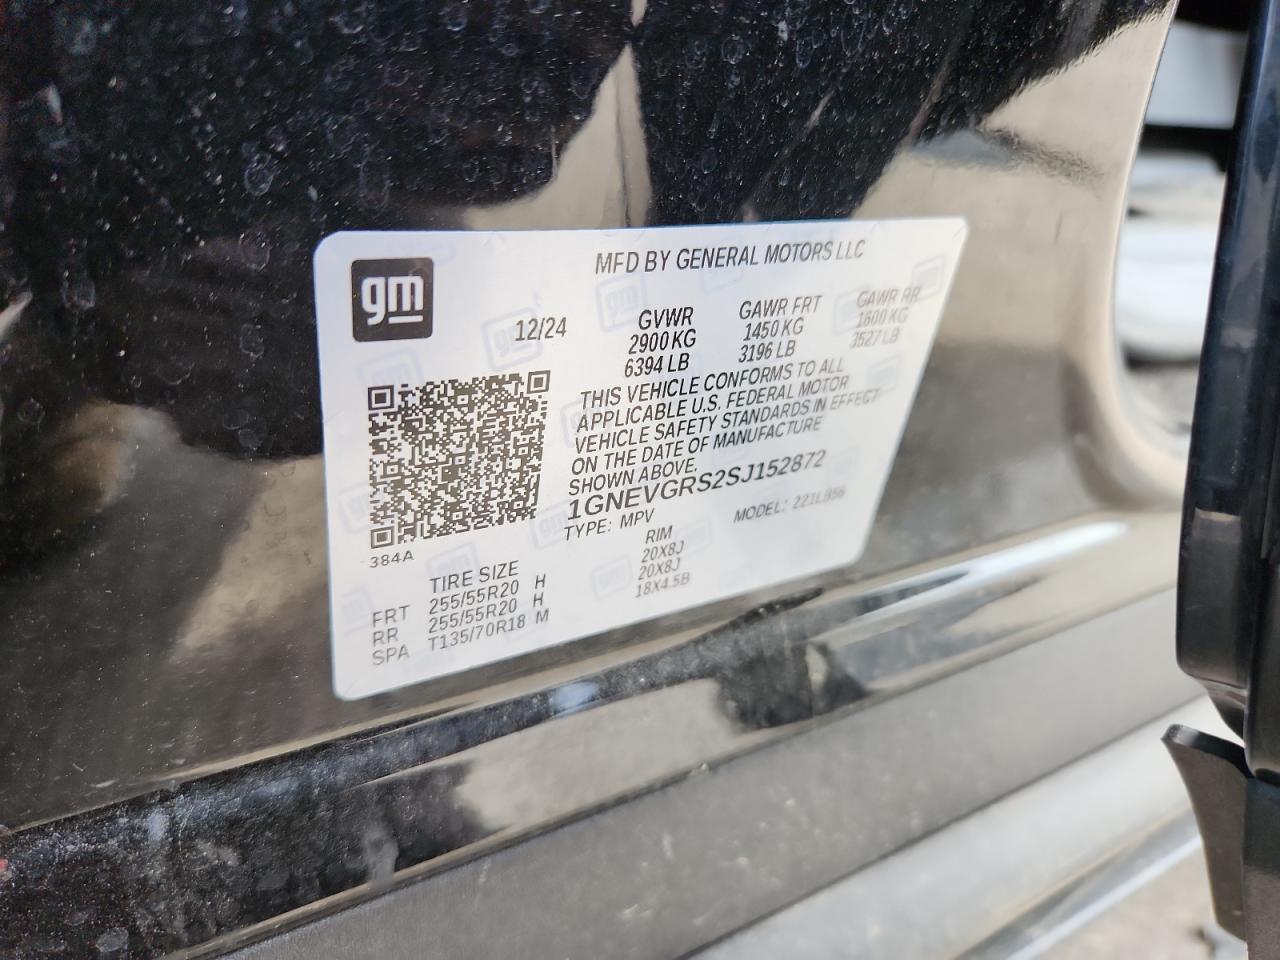 gm
MFD BY GENERAL MOTORS LLC
12/24
GVWR GAWR FRT GAWR RR
2900 KG 1450 KG 1600 KG
6394 LB 3196 LB 3527 LB
THIS VEHICLE CONFORMS TO ALL
APPLICABLE U.S. FEDERAL MOTOR
VEHICLE SAFETY STANDARDS IN EFFECT
ON THE DATE OF MANUFACTURE
SHOWN ABOVE.
1GNEVGRS2SJ152872
TYPE: MPV MODEL: 221LB56
384A
TIRE SIZE RIM
FRT 255/55R20 H 20X8J
RR 255/55R20 H 20X8J
SPA T135/70R18 M 18X4.5B